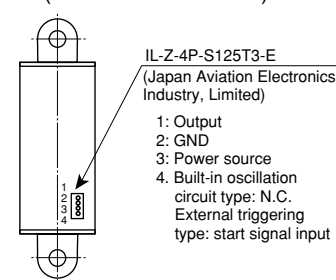 IL-Z-4P-S125T3-E
(Japan Aviation Electronics
Industry, Limited)
1: Output
2: GND
3: Power source
4. Built-in oscillation
circuit type: N.C.
External triggering
type: start signal input
1
2
3
4